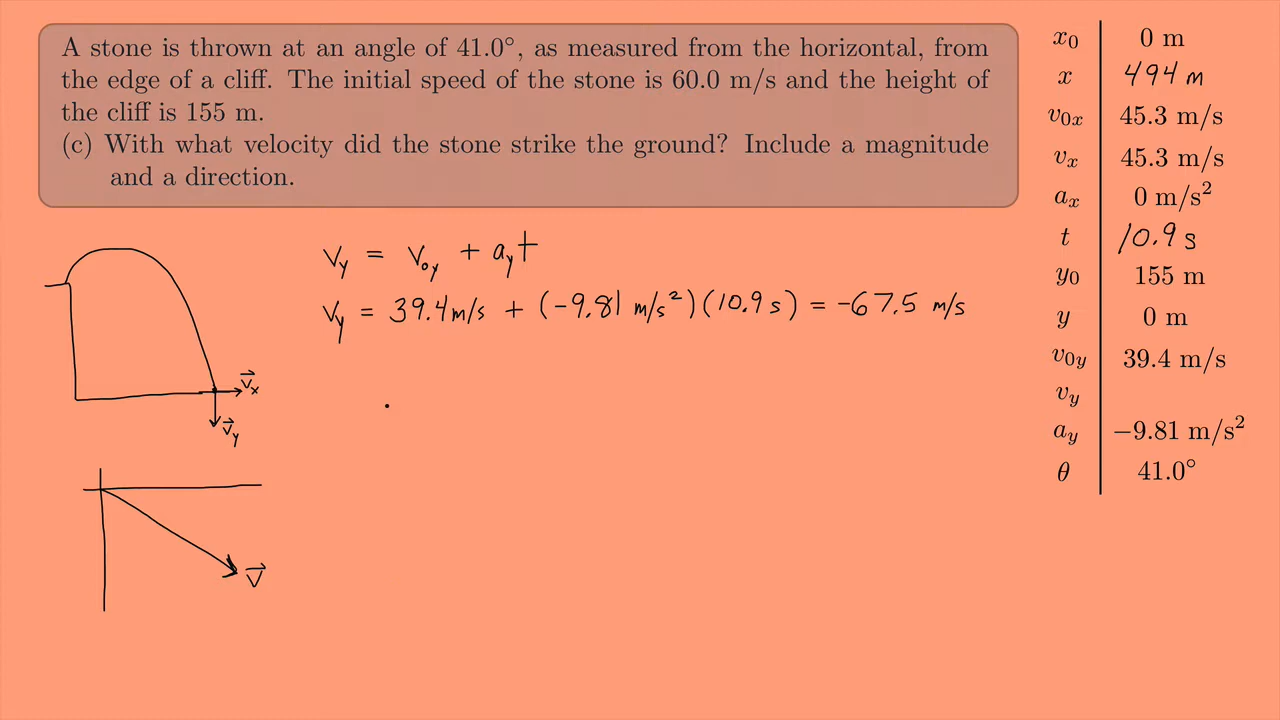 A stone is thrown at an angle of 41.0°, as measured from the horizontal, from
the edge of a cliff. The initial speed of the stone is 60.0 m/s and the height of
the cliff is 155 m.
(c) With what velocity did the stone strike the ground? Include a magnitude
and a direction.
x₀ 0 m
x 494 m
v₀ₓ 45.3 m/s
vₓ 45.3 m/s
aₓ 0 m/s²
t 10.9 s
y₀ 155 m
y 0 m
v₀y 39.4 m/s
vy
ay −9.81 m/s²
θ 41.0°
vy = v₀y + ay t
vy = 39.4 m/s + (-9.81 m/s²)(10.9 s) = -67.5 m/s
v⃗ₓ
v⃗y
v⃗